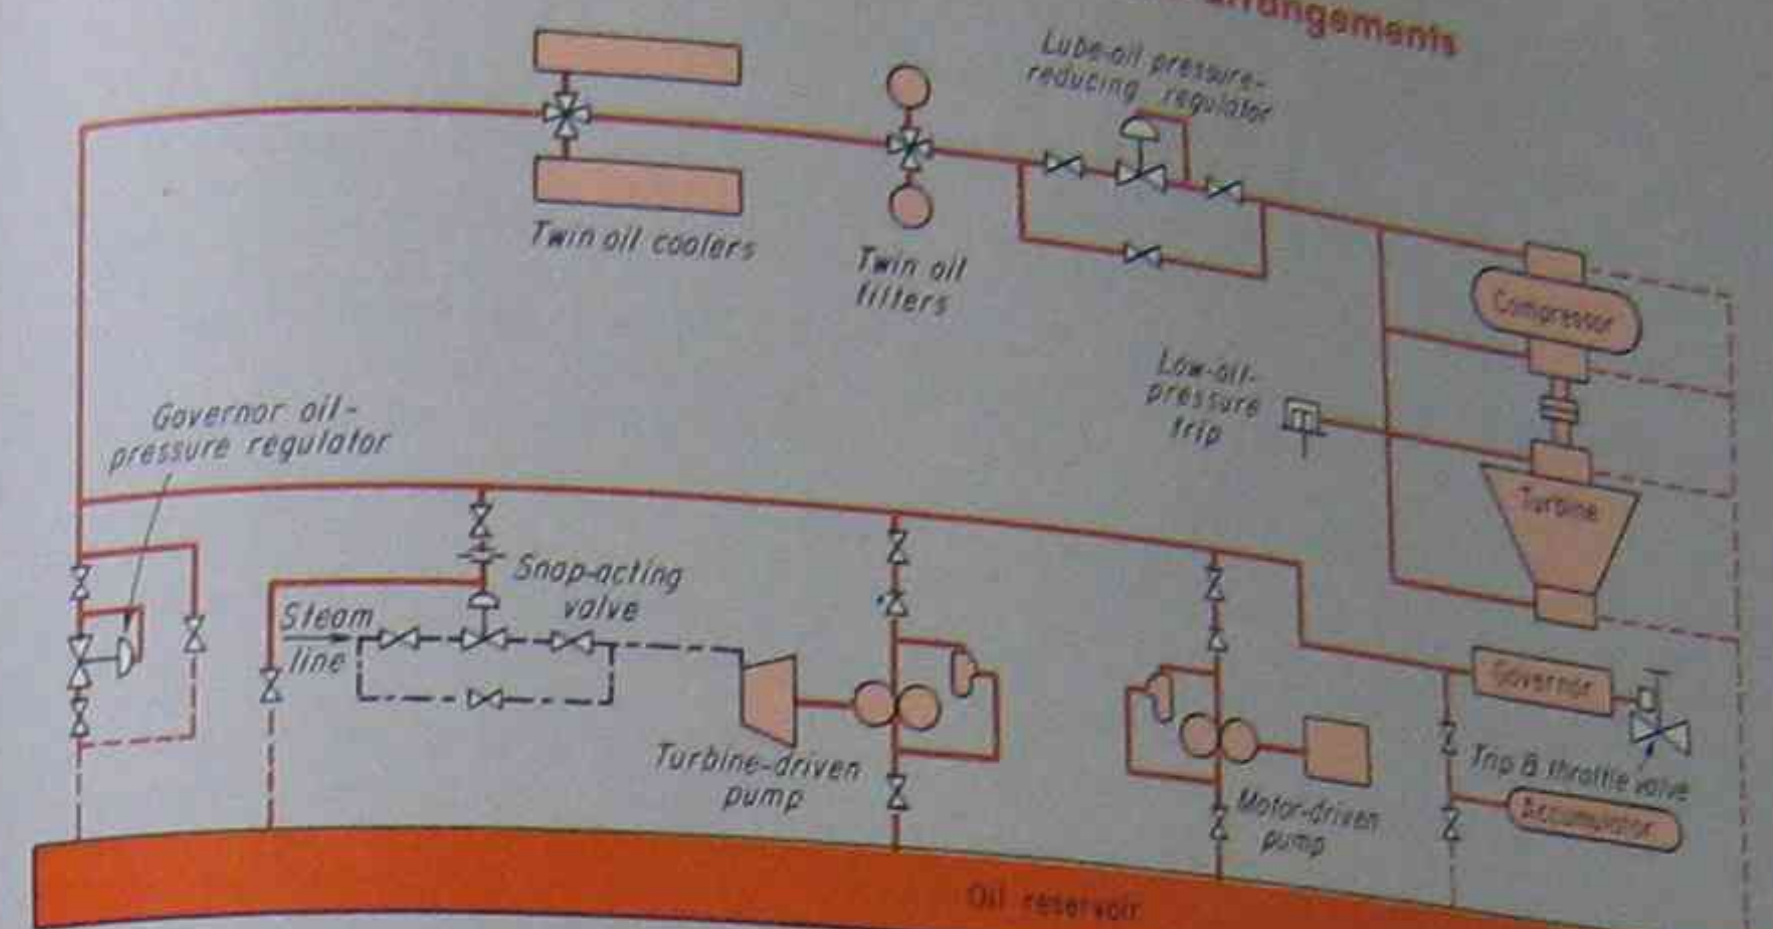 arrangements
Lube-oil pressure-
reducing regulator
Twin oil coolers
Twin oil
filters
Compressor
Low-oil-
pressure
trip
Governor oil-
pressure regulator
Turbine
Snap-acting
valve
Steam
line
Governor
Turbine-driven
pump
Trip & throttle valve
Motor-driven
pump
Accumulator
Oil reservoir